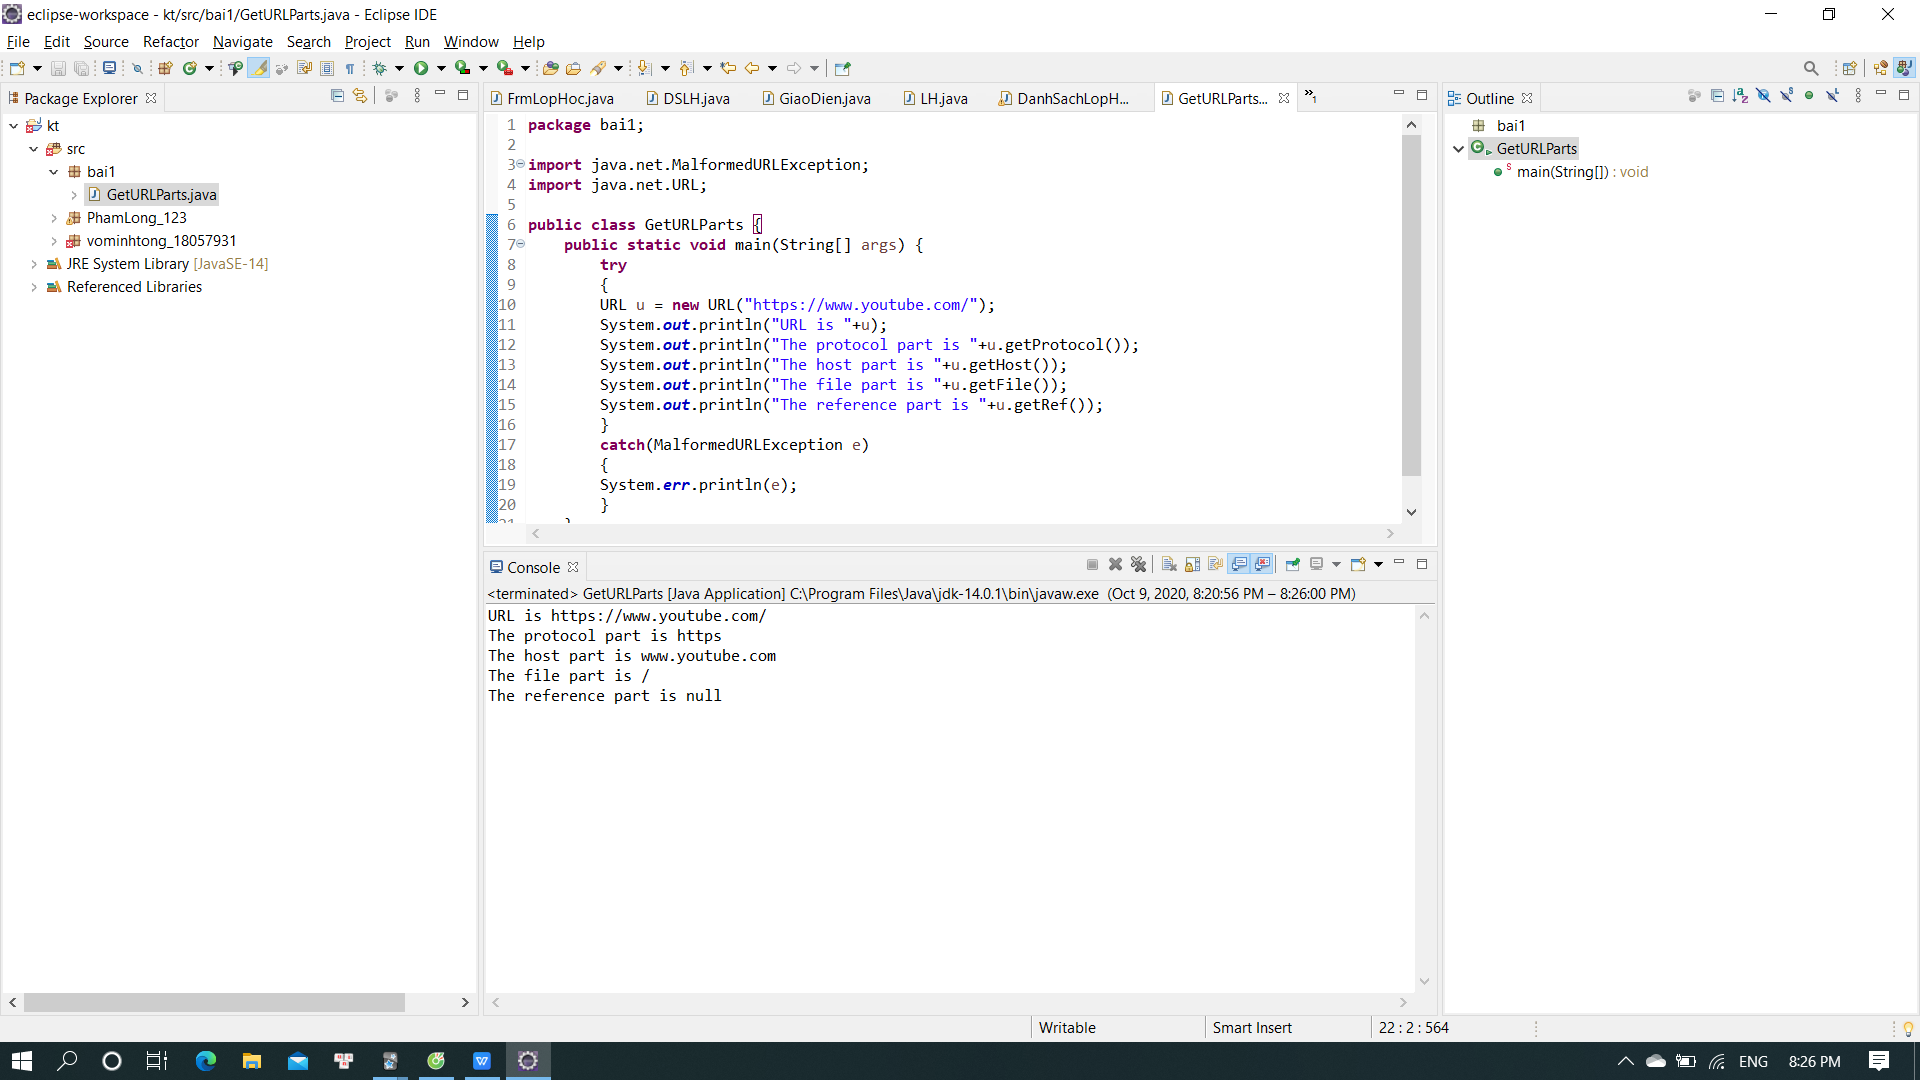 eclipse-workspace - kt/src/bai1/GetURLParts.java - Eclipse IDE
File Edit Source Refactor Navigate Search Project Run Window Help
Package Explorer
kt
src
bai1
GetURLParts.java
PhamLong_123
vominhtong_18057931
JRE System Library [JavaSE-14]
Referenced Libraries
FrmLopHoc.java DSLH.java GiaoDien.java LH.java DanhSachLopH... GetURLParts... »1
1 package bai1;
2
3 import java.net.MalformedURLException;
4 import java.net.URL;
5
6 public class GetURLParts {
7 public static void main(String[] args) {
8 try
9 {
10 URL u = new URL("https://www.youtube.com/");
11 System.out.println("URL is "+u);
12 System.out.println("The protocol part is "+u.getProtocol());
13 System.out.println("The host part is "+u.getHost());
14 System.out.println("The file part is "+u.getFile());
15 System.out.println("The reference part is "+u.getRef());
16 }
17 catch(MalformedURLException e)
18 {
19 System.err.println(e);
20 }
Console
<terminated> GetURLParts [Java Application] C:\Program Files\Java\jdk-14.0.1\bin\javaw.exe (Oct 9, 2020, 8:20:56 PM – 8:26:00 PM)
URL is https://www.youtube.com/
The protocol part is https
The host part is www.youtube.com
The file part is /
The reference part is null
Outline
bai1
GetURLParts
main(String[]) : void
Writable Smart Insert 22 : 2 : 564
ENG 8:26 PM